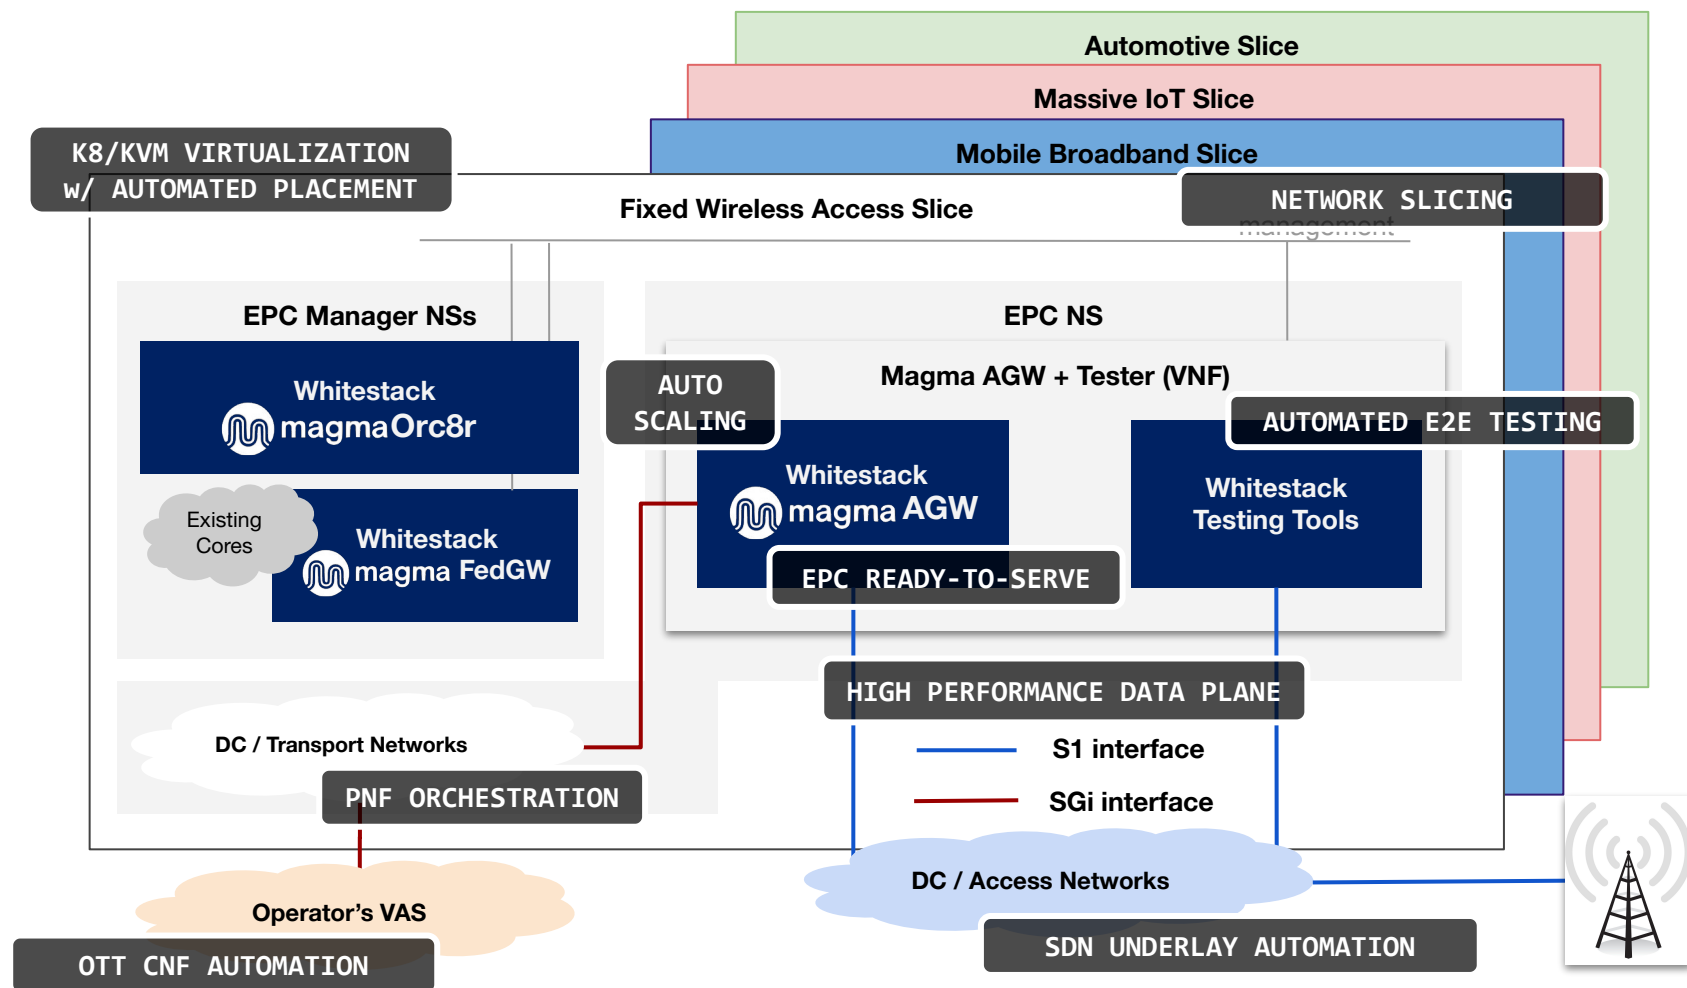 Automotive Slice
Massive IoT Slice
Mobile Broadband Slice
K8/KVM VIRTUALIZATION
w/ AUTOMATED PLACEMENT
NETWORK SLICING
Fixed Wireless Access Slice
management
EPC Manager NSs
EPC NS
Whitestack
magma Orc8r
AUTO
SCALING
Magma AGW + Tester (VNF)
AUTOMATED E2E TESTING
Whitestack
magma AGW
Whitestack
Testing Tools
Existing
Cores
Whitestack
magma FedGW
EPC READY-TO-SERVE
HIGH PERFORMANCE DATA PLANE
DC / Transport Networks
S1 interface
PNF ORCHESTRATION
SGi interface
DC / Access Networks
Operator’s VAS
SDN UNDERLAY AUTOMATION
OTT CNF AUTOMATION